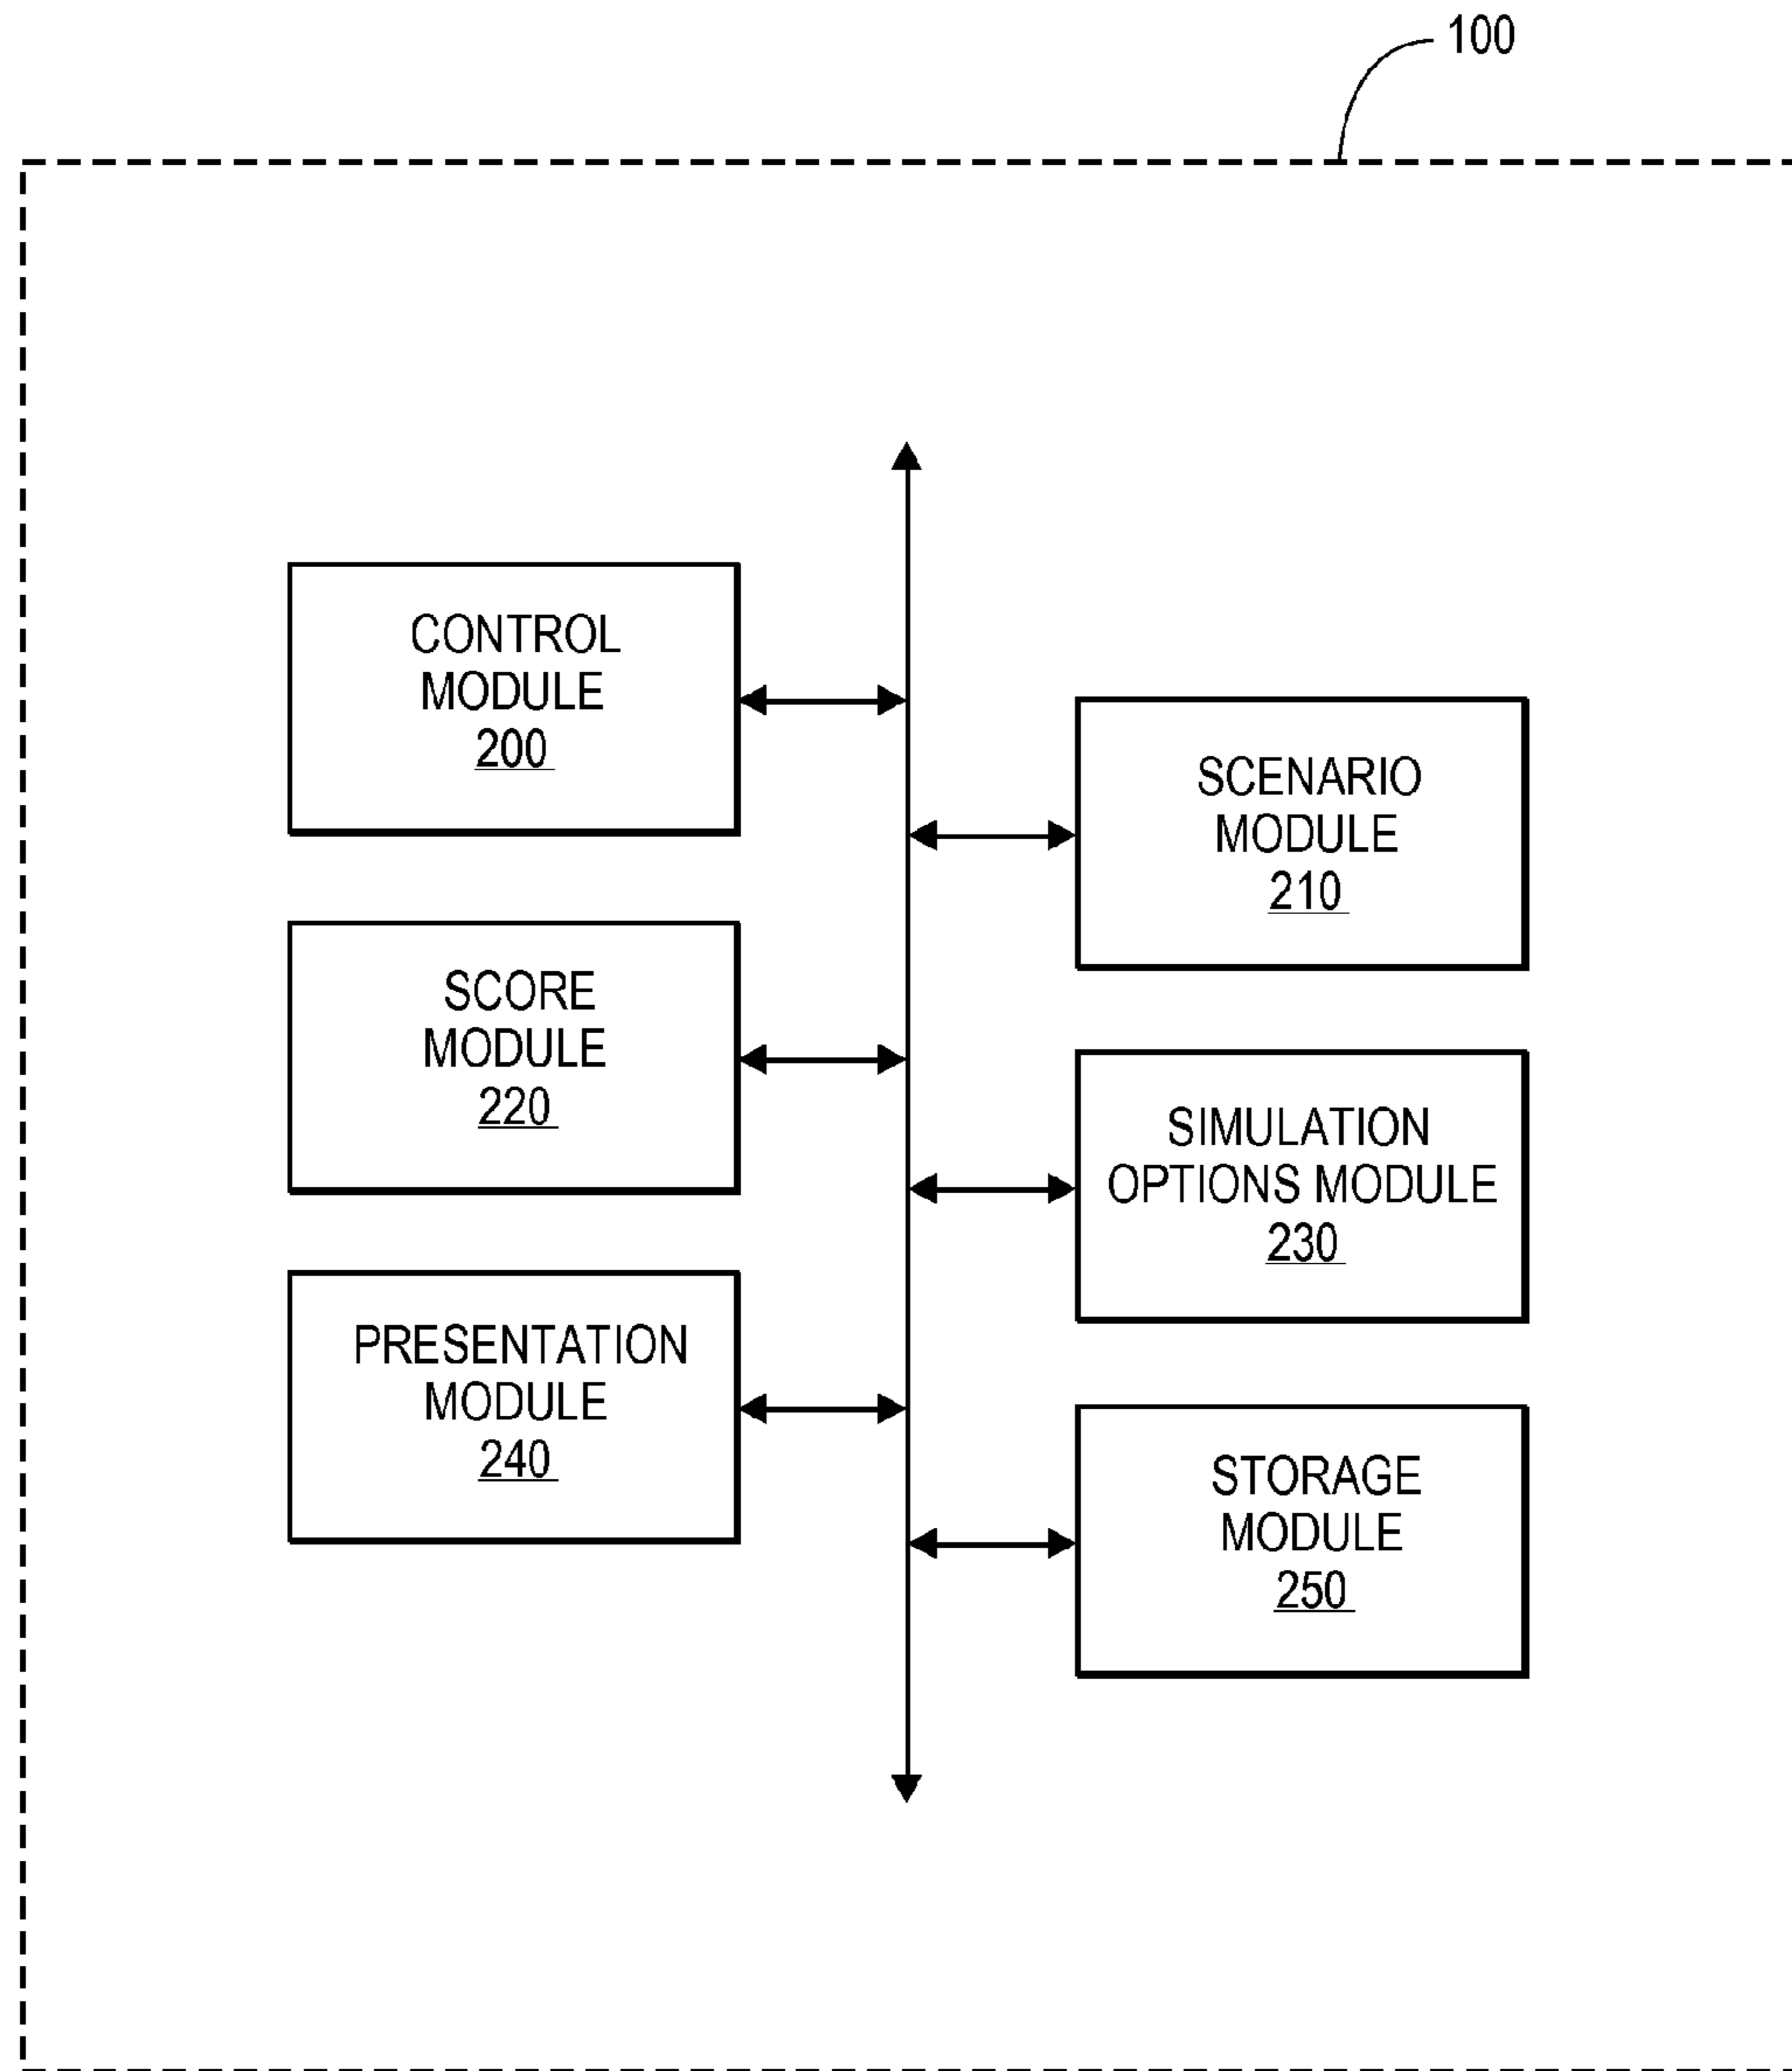 100
CONTROL
MODULE
200
SCENARIO
MODULE
210
SCORE
MODULE
220
SIMULATION
OPTIONS MODULE
230
PRESENTATION
MODULE
240
STORAGE
MODULE
250